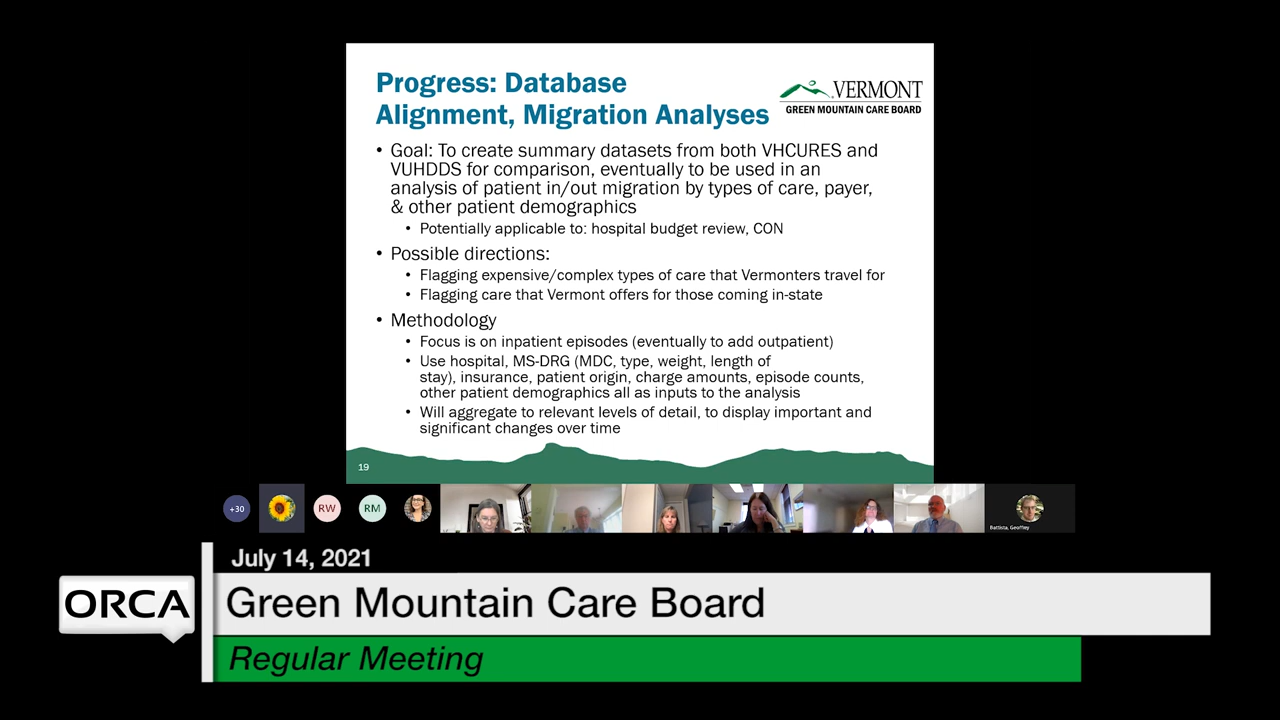 Progress: Database
Alignment, Migration Analyses
VERMONT
GREEN MOUNTAIN CARE BOARD
• Goal: To create summary datasets from both VHCURES and
VUHDDS for comparison, eventually to be used in an
analysis of patient in/out migration by types of care, payer,
& other patient demographics
• Potentially applicable to: hospital budget review, CON
• Possible directions:
• Flagging expensive/complex types of care that Vermonters travel for
• Flagging care that Vermont offers for those coming in-state
• Methodology
• Focus is on inpatient episodes (eventually to add outpatient)
• Use hospital, MS-DRG (MDC, type, weight, length of
stay), insurance, patient origin, charge amounts, episode counts,
other patient demographics all as inputs to the analysis
• Will aggregate to relevant levels of detail, to display important and
significant changes over time
19
+30
RW
RM
Battista, Geoffrey
July 14, 2021
ORCA
Green Mountain Care Board
Regular Meeting